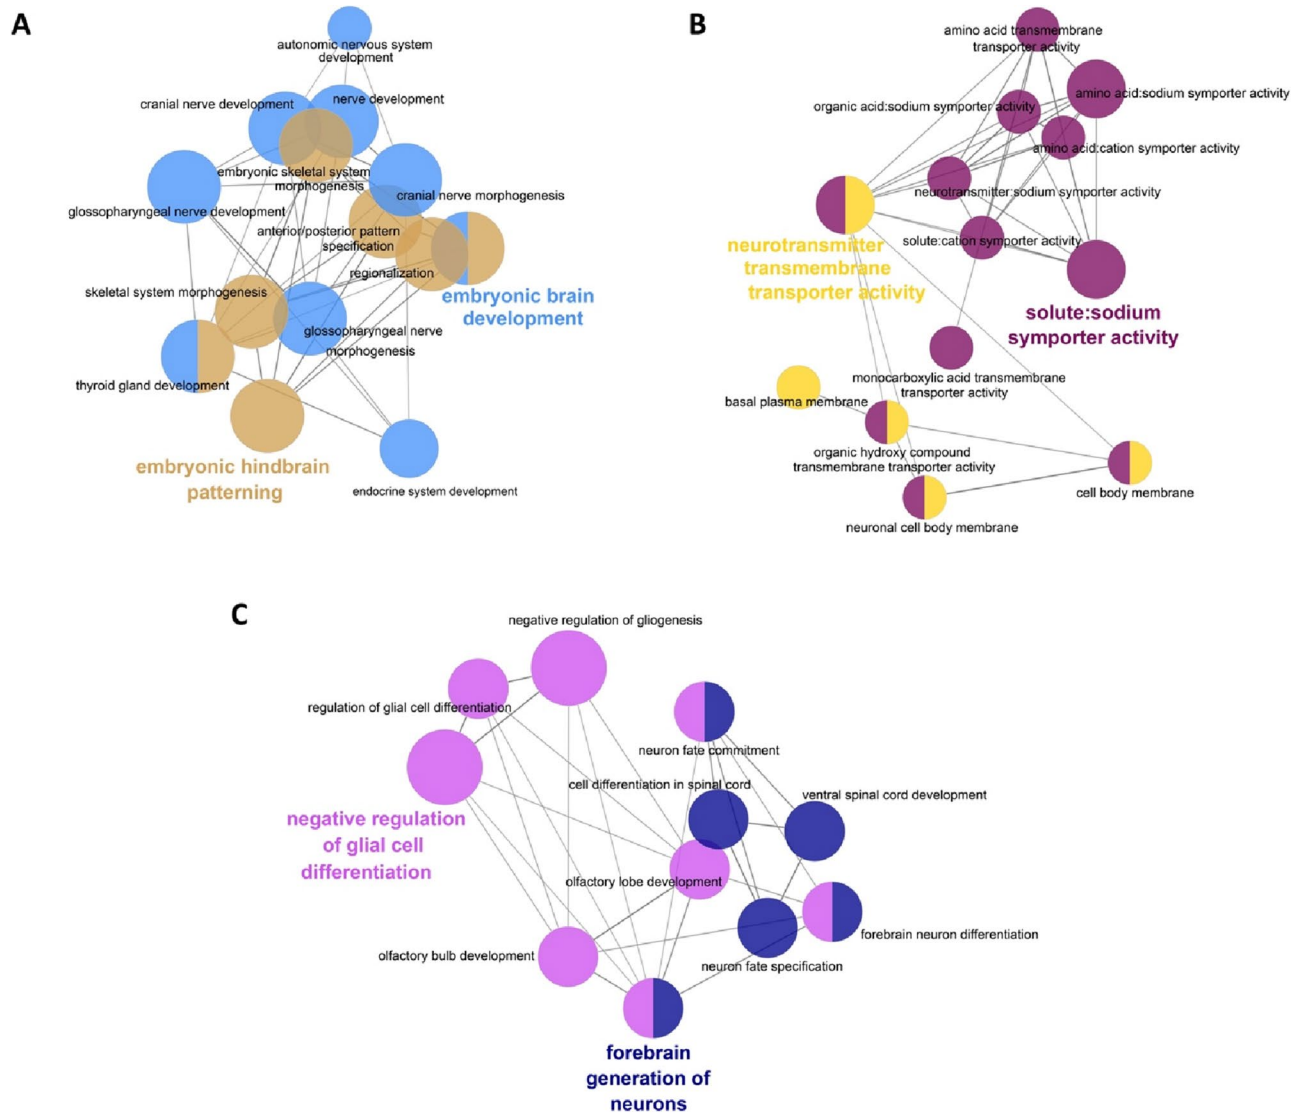 A
autonomic nervous system
development
cranial nerve development
nerve development
embryonic skeletal system
morphogenesis
cranial nerve morphogenesis
glossopharyngeal nerve development
anterior/posterior pattern
specification
regionalization
embryonic brain
development
skeletal system morphogenesis
glossopharyngeal nerve
morphogenesis
thyroid gland development
embryonic hindbrain
patterning
endocrine system development
B
amino acid transmembrane
transporter activity
amino acid:sodium symporter activity
organic acid:sodium symporter activity
amino acid:cation symporter activity
neurotransmitter:sodium symporter activity
solute:cation symporter activity
neurotransmitter
transmembrane
transporter activity
solute:sodium
symporter activity
monocarboxylic acid transmembrane
transporter activity
basal plasma membrane
organic hydroxy compound
transmembrane transporter activity
cell body membrane
neuronal cell body membrane
C
negative regulation of gliogenesis
regulation of glial cell differentiation
neuron fate commitment
cell differentiation in spinal cord
ventral spinal cord development
negative regulation
of glial cell
differentiation
olfactory lobe development
forebrain neuron differentiation
olfactory bulb development
neuron fate specification
forebrain
generation of
neurons